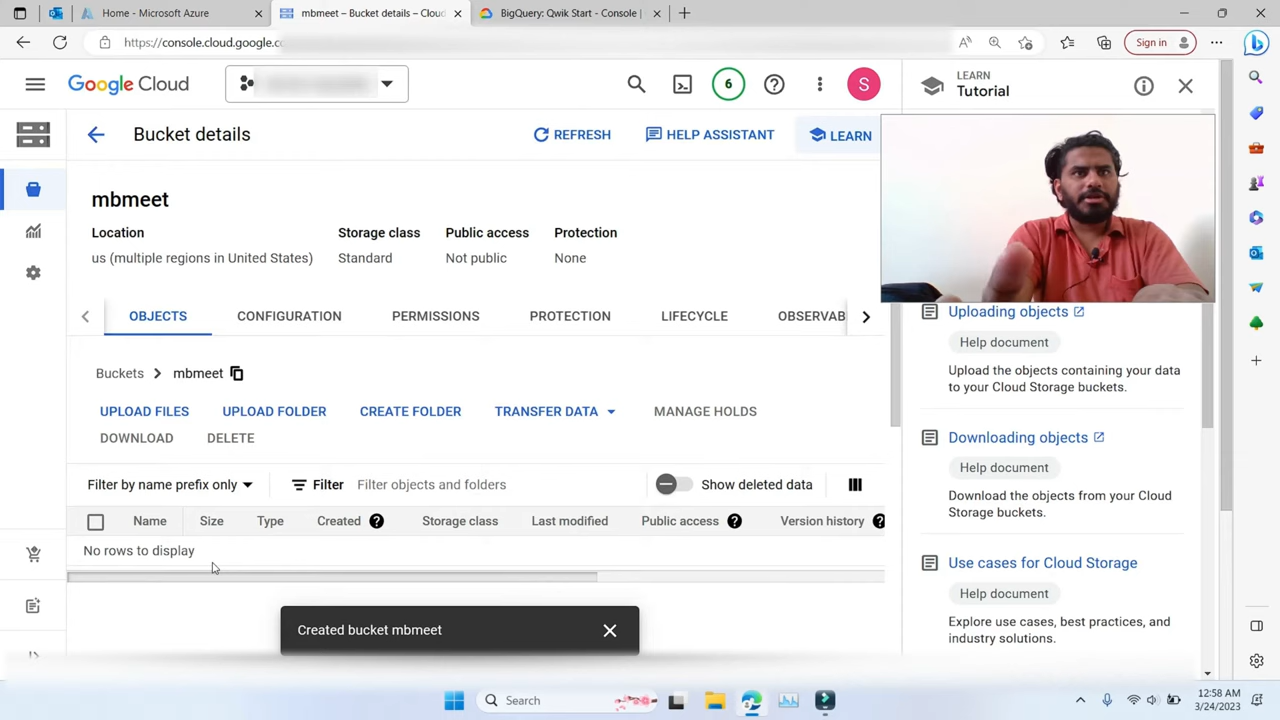 Home - Microsoft Azure
mbmeet – Bucket details – Cloud
BigQuery: Qwik Start - Console |
https://console.cloud.google.co
Sign in
Google Cloud
6
S
LEARN
Tutorial
Bucket details
REFRESH
HELP ASSISTANT
LEARN
mbmeet
Location
Storage class
Public access
Protection
us (multiple regions in United States)
Standard
Not public
None
OBJECTS
CONFIGURATION
PERMISSIONS
PROTECTION
LIFECYCLE
OBSERVAB
Buckets
mbmeet
UPLOAD FILES
UPLOAD FOLDER
CREATE FOLDER
TRANSFER DATA
MANAGE HOLDS
DOWNLOAD
DELETE
Filter by name prefix only
Filter
Filter objects and folders
Show deleted data
Name
Size
Type
Created
Storage class
Last modified
Public access
Version history
No rows to display
Created bucket mbmeet
Uploading objects
Help document
Upload the objects containing your data
to your Cloud Storage buckets.
Downloading objects
Help document
Download the objects from your Cloud
Storage buckets.
Use cases for Cloud Storage
Help document
Explore use cases, best practices, and
industry solutions.
Search
12:58 AM
3/24/2023